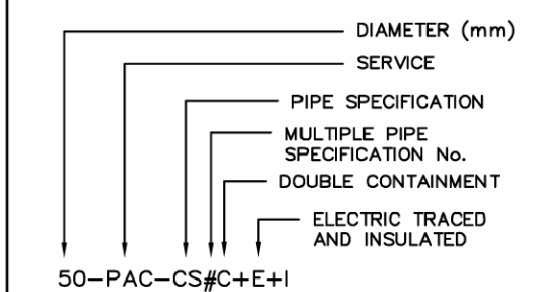 DIAMETER (mm)
SERVICE
PIPE SPECIFICATION
MULTIPLE PIPE
SPECIFICATION No.
DOUBLE CONTAINMENT
ELECTRIC TRACED
AND INSULATED
50-PAC-CS#C+E+I